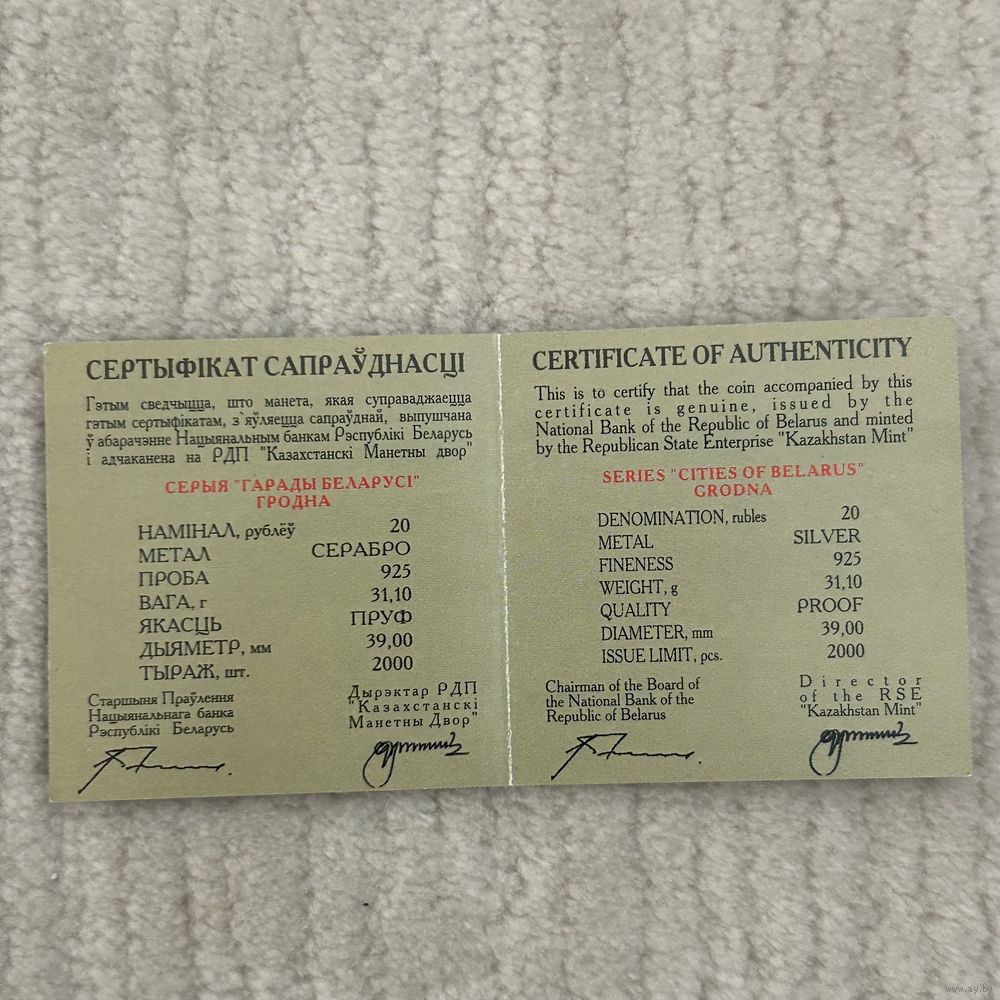 СЕРТЫФІКАТ САПРАЎДНАСЦІ
Гэтым сведчыцца, што манета, якая суправаджаецца
гэтым сертыфікатам, з'яўляецца сапраўднай, выпушчана
ў абарачэнне Нацыянальным банкам Рэспублікі Беларусь
і адчаканена на РДП "Казахстанскі Манетны двор"
СЕРЫЯ "ГАРАДЫ БЕЛАРУСІ"
ГРОДНА
НАМІНАЛ, рублёў 20
МЕТАЛ СЕРАБРО
ПРОБА 925
ВАГА, г 31,10
ЯКАСЦЬ ПРУФ
ДЫЯМЕТР, мм 39,00
ТЫРАЖ, шт. 2000
Старшыня Праўлення
Нацыянальнага банка
Рэспублікі Беларусь
Дырэктар РДП
"Казахстанскі
Манетны Двор"
CERTIFICATE OF AUTHENTICITY
This is to certify that the coin accompanied by this
certificate is genuine, issued by the
National Bank of the Republic of Belarus and minted
by the Republican State Enterprise "Kazakhstan Mint"
SERIES "CITIES OF BELARUS"
GRODNA
DENOMINATION, rubles 20
METAL SILVER
FINENESS 925
WEIGHT, g 31,10
QUALITY PROOF
DIAMETER, mm 39,00
ISSUE LIMIT, pcs. 2000
Chairman of the Board of
the National Bank of the
Republic of Belarus
Director
of the RSE
"Kazakhstan Mint"
www.ay.by